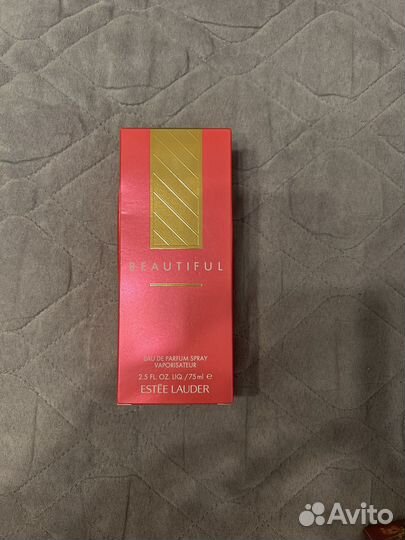 BEAUTIFUL
EAU DE PARFUM SPRAY
VAPORISATEUR
2.5 FL. OZ. LIQ./75ml ℮
ESTĒE LAUDER
Avito